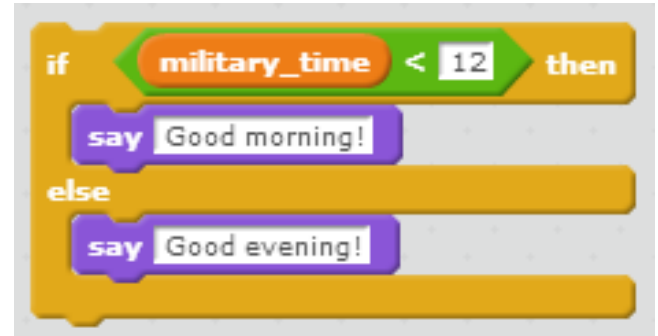 if military_time < 12 then
say Good morning!
else
say Good evening!